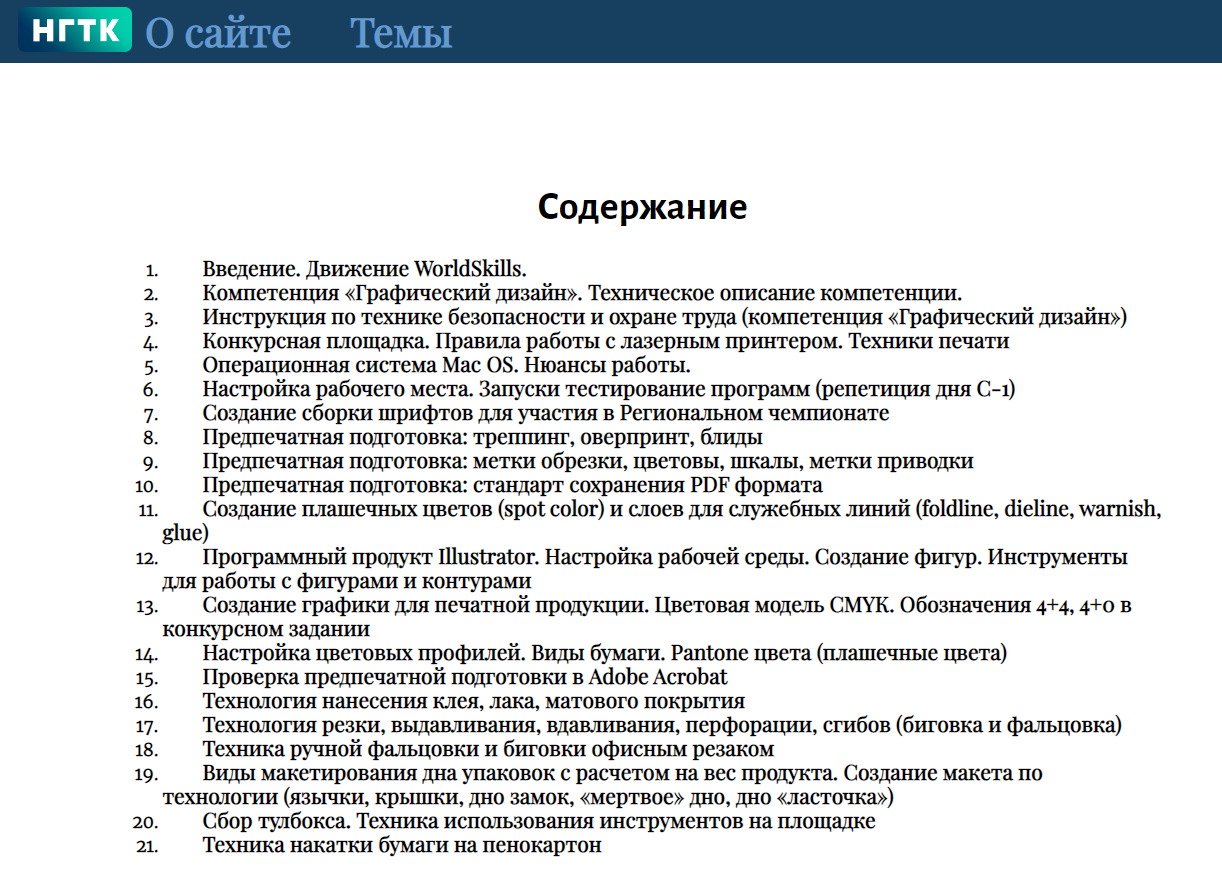 НГТК О сайте Темы
Содержание
1. Введение. Движение WorldSkills.
2. Компетенция «Графический дизайн». Техническое описание компетенции.
3. Инструкция по технике безопасности и охране труда (компетенция «Графический дизайн»)
4. Конкурсная площадка. Правила работы с лазерным принтером. Техники печати
5. Операционная система Mac OS. Нюансы работы.
6. Настройка рабочего места. Запуски тестирование программ (репетиция дня С-1)
7. Создание сборки шрифтов для участия в Региональном чемпионате
8. Предпечатная подготовка: треппинг, оверпринт, блиды
9. Предпечатная подготовка: метки обрезки, цветовы, шкалы, метки приводки
10. Предпечатная подготовка: стандарт сохранения PDF формата
11. Создание плашечных цветов (spot color) и слоев для служебных линий (foldline, dieline, warnish,
glue)
12. Программный продукт Illustrator. Настройка рабочей среды. Создание фигур. Инструменты
для работы с фигурами и контурами
13. Создание графики для печатной продукции. Цветовая модель CMYK. Обозначения 4+4, 4+0 в
конкурсном задании
14. Настройка цветовых профилей. Виды бумаги. Pantone цвета (плашечные цвета)
15. Проверка предпечатной подготовки в Adobe Acrobat
16. Технология нанесения клея, лака, матового покрытия
17. Технология резки, выдавливания, вдавливания, перфорации, сгибов (биговка и фальцовка)
18. Техника ручной фальцовки и биговки офисным резаком
19. Виды макетирования дна упаковок с расчетом на вес продукта. Создание макета по
технологии (язычки, крышки, дно замок, «мертвое» дно, дно «ласточка»)
20. Сбор тулбокса. Техника использования инструментов на площадке
21. Техника накатки бумаги на пенокартон